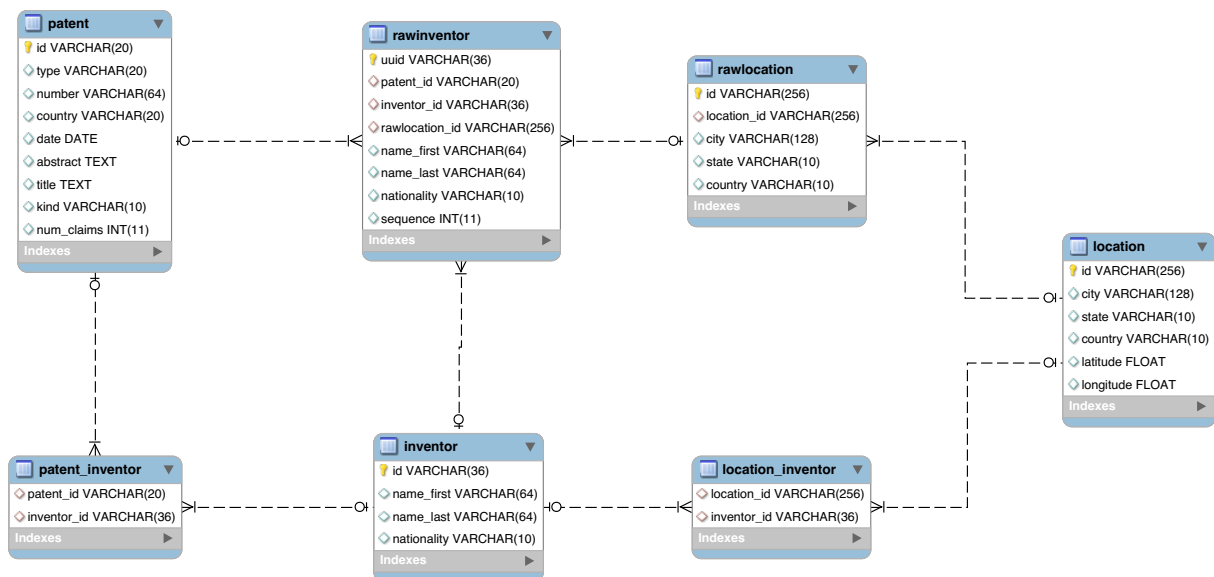 patent
id VARCHAR(20)
type VARCHAR(20)
number VARCHAR(64)
country VARCHAR(20)
date DATE
abstract TEXT
title TEXT
kind VARCHAR(10)
num_claims INT(11)
Indexes
rawinventor
uuid VARCHAR(36)
patent_id VARCHAR(20)
inventor_id VARCHAR(36)
rawlocation_id VARCHAR(256)
name_first VARCHAR(64)
name_last VARCHAR(64)
nationality VARCHAR(10)
sequence INT(11)
Indexes
rawlocation
id VARCHAR(256)
location_id VARCHAR(256)
city VARCHAR(128)
state VARCHAR(10)
country VARCHAR(10)
Indexes
location
id VARCHAR(256)
city VARCHAR(128)
state VARCHAR(10)
country VARCHAR(10)
latitude FLOAT
longitude FLOAT
Indexes
patent_inventor
patent_id VARCHAR(20)
inventor_id VARCHAR(36)
Indexes
inventor
id VARCHAR(36)
name_first VARCHAR(64)
name_last VARCHAR(64)
nationality VARCHAR(10)
Indexes
location_inventor
location_id VARCHAR(256)
inventor_id VARCHAR(36)
Indexes